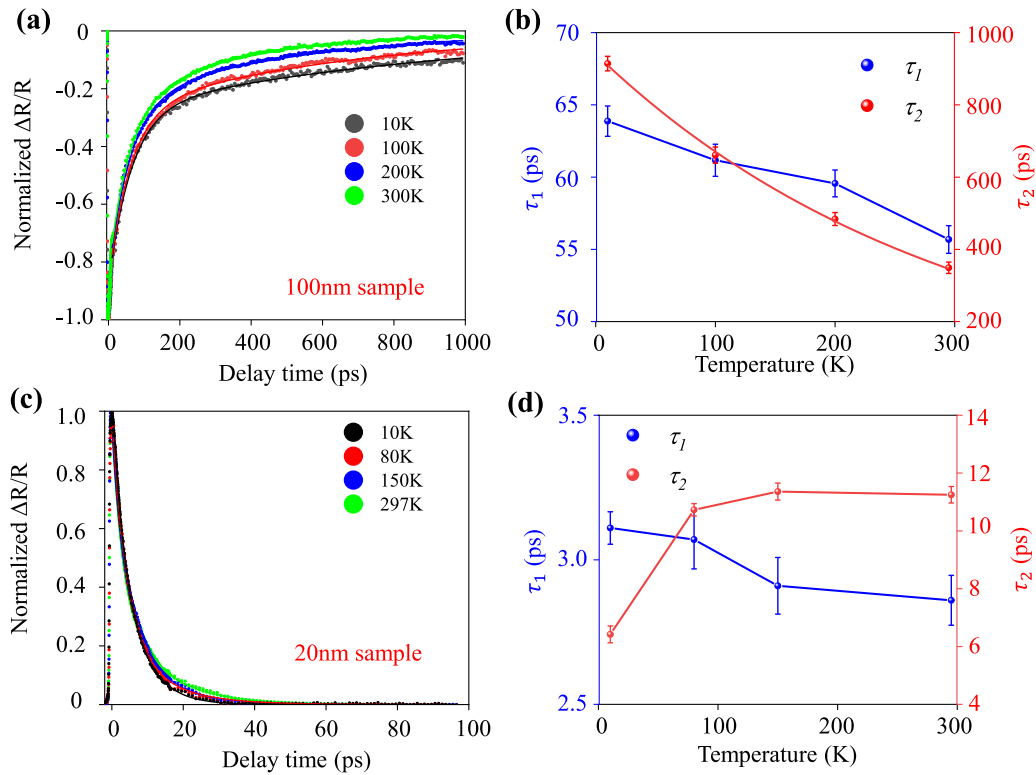 (a)
0
-0.2
-0.4
-0.6
-0.8
-1.0
Normalized ΔR/R
10K
100K
200K
300K
100nm sample
0 200 400 600 800 1000
Delay time (ps)
(b)
70
65
60
55
50
τ1 (ps)
τ1
τ2
1000
800
600
400
200
τ2 (ps)
0 100 200 300
Temperature (K)
(c)
1.0
0.8
0.6
0.4
0.2
0
Normalized ΔR/R
10K
80K
150K
297K
20nm sample
0 20 40 60 80 100
Delay time (ps)
(d)
3.5
3.0
2.5
τ1 (ps)
τ1
τ2
14
12
10
8
6
4
τ2 (ps)
0 100 200 300
Temperature (K)